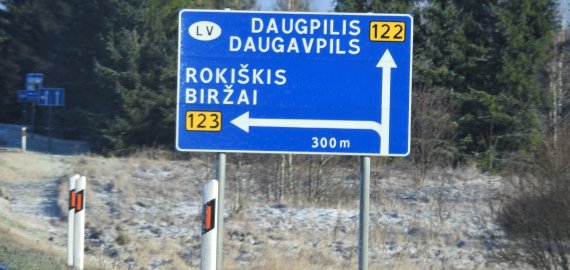 LV
DAUGPILIS 122
DAUGAVPILS
ROKIŠKIS
BIRŽAI
123
300 m